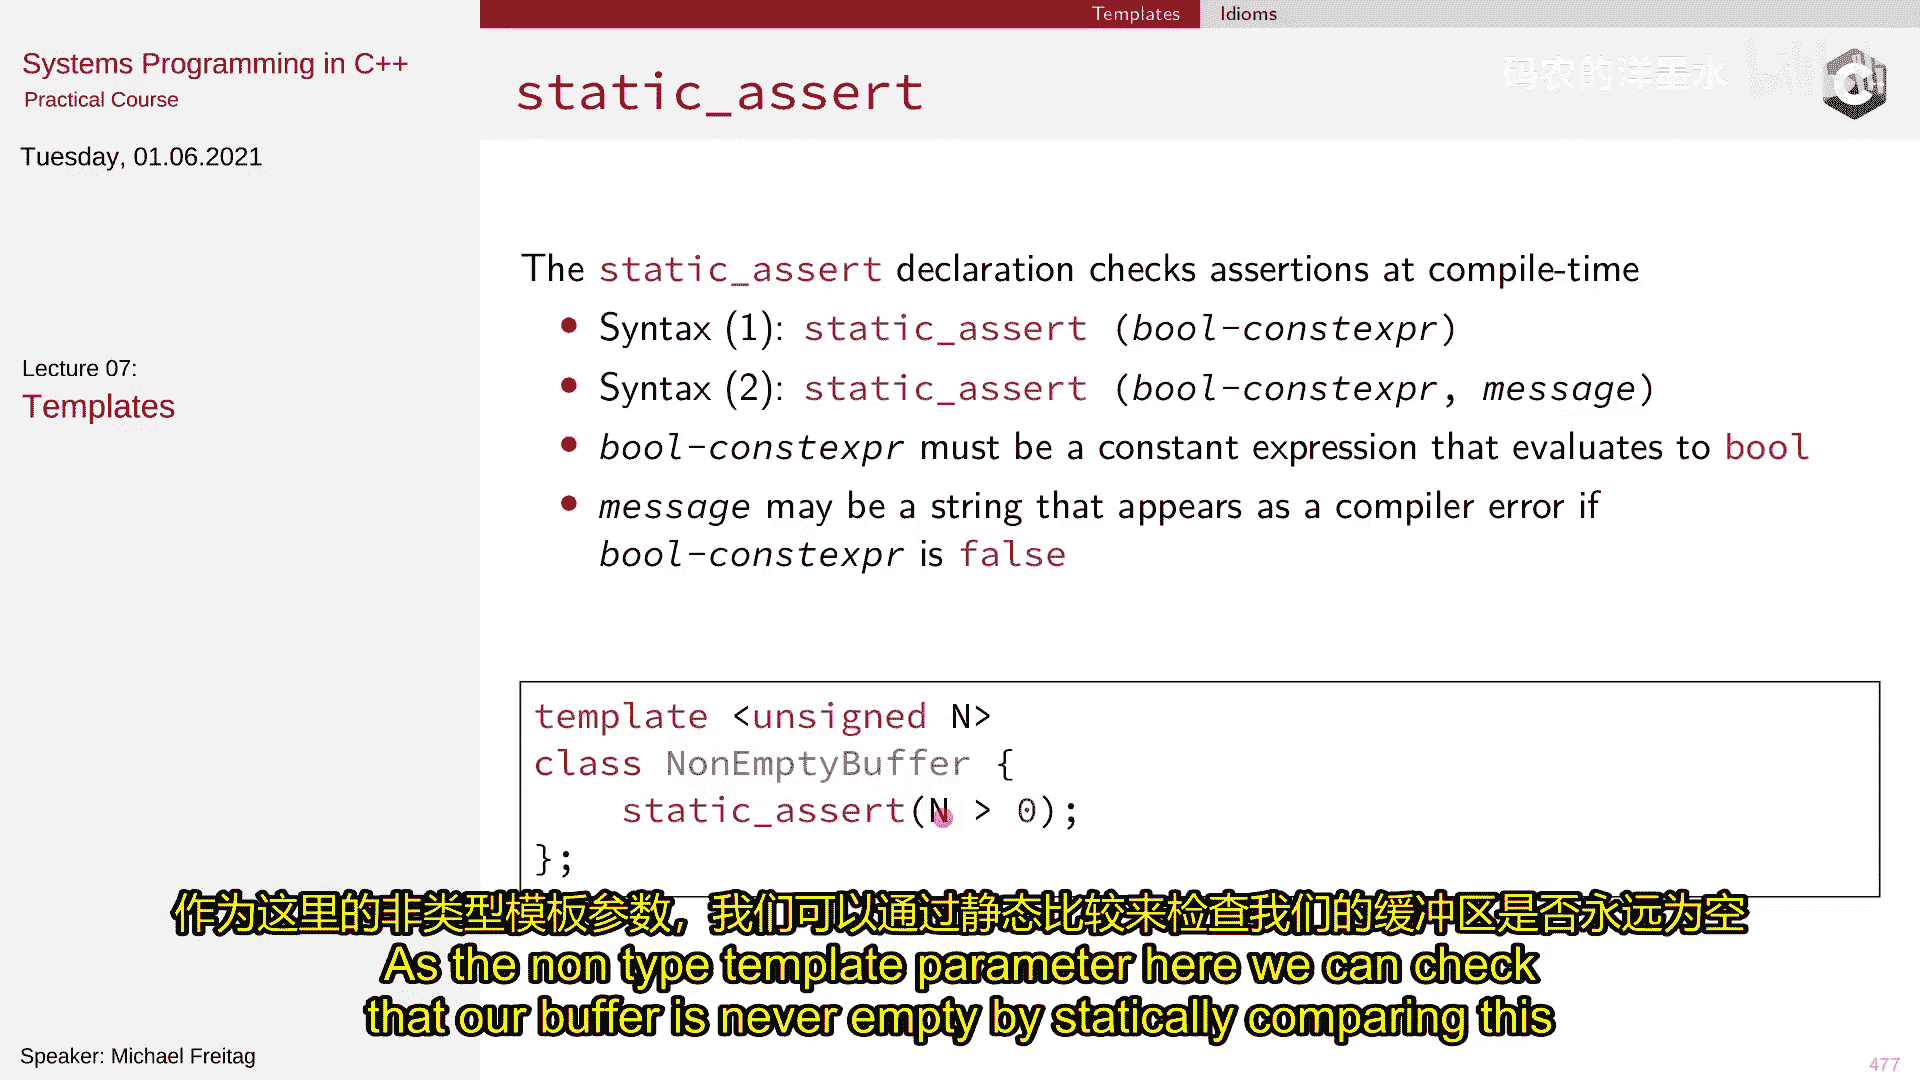 Templates
Idioms
Systems Programming in C++
Practical Course
Tuesday, 01.06.2021
Lecture 07:
Templates
static_assert
码农的洋墨水
The static_assert declaration checks assertions at compile-time
• Syntax (1): static_assert (bool-constexpr)
• Syntax (2): static_assert (bool-constexpr, message)
• bool-constexpr must be a constant expression that evaluates to bool
• message may be a string that appears as a compiler error if
bool-constexpr is false
template <unsigned N>
class NonEmptyBuffer {
    static_assert(N > 0);
};
作为这里的非类型模板参数，我们可以通过静态比较来检查我们的缓冲区是否永远为空
As the non type template parameter here we can check
that our buffer is never empty by statically comparing this
Speaker: Michael Freitag
477